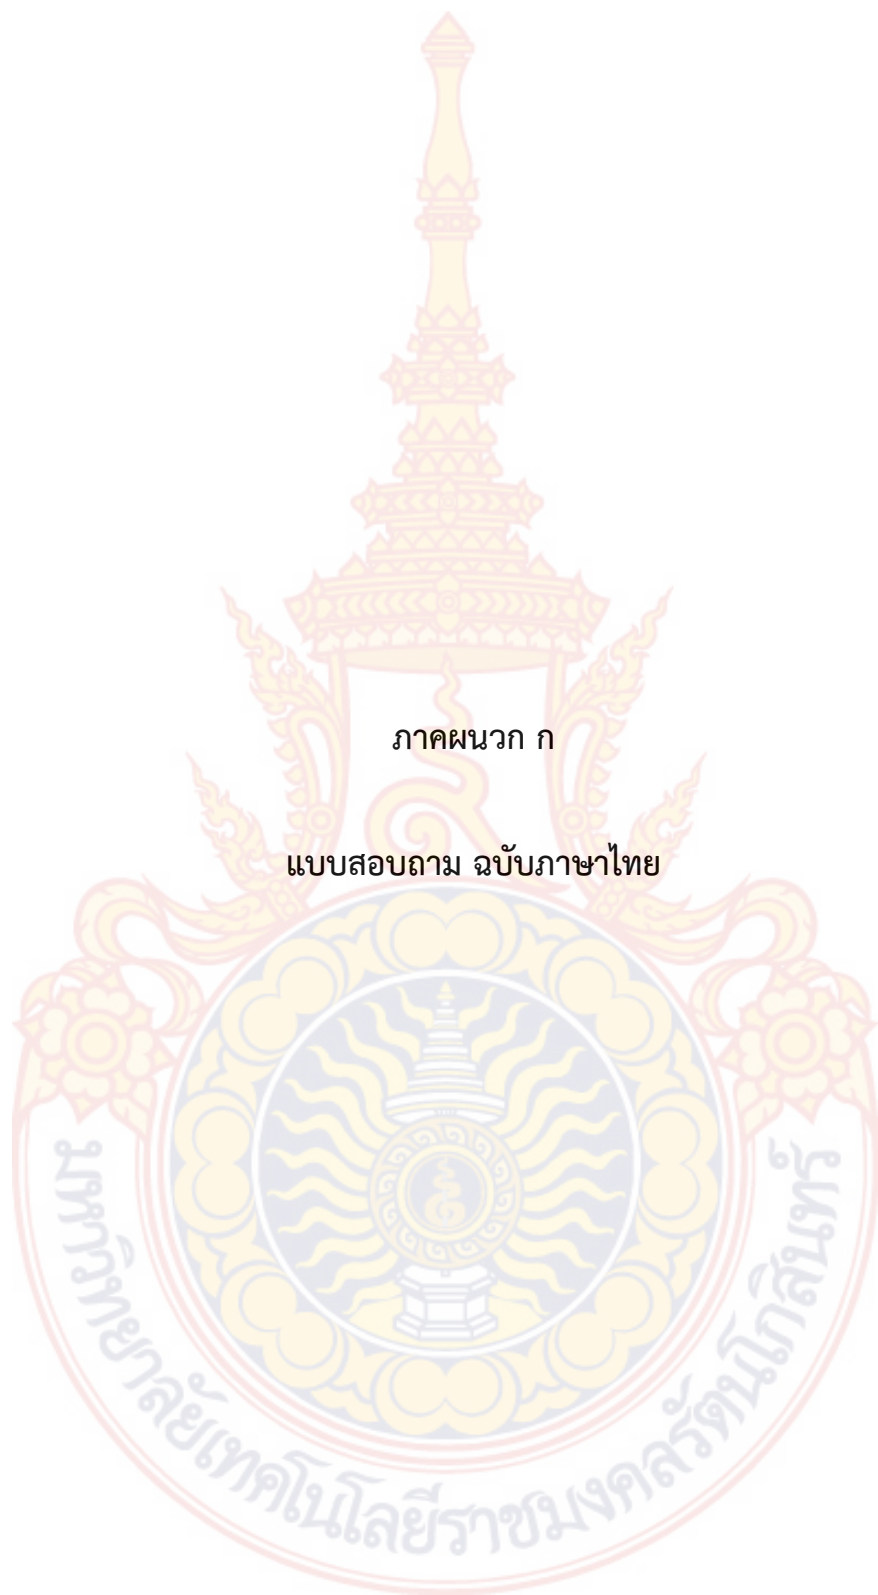 ภาคผนวก ก
แบบสอบถาม ฉบับภาษาไทย
มหาวิทยาลัยเทคโนโลยีราชมงคลรัตนโกสินทร์